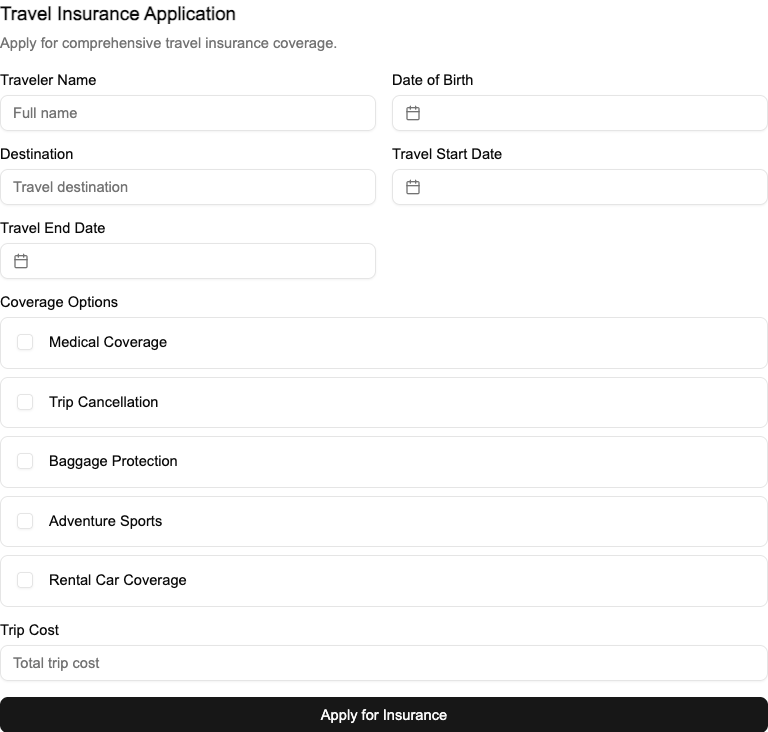 Travel Insurance Application
Apply for comprehensive travel insurance coverage.
Traveler Name
Full name
Date of Birth
Destination
Travel destination
Travel Start Date
Travel End Date
Coverage Options
Medical Coverage
Trip Cancellation
Baggage Protection
Adventure Sports
Rental Car Coverage
Trip Cost
Total trip cost
Apply for Insurance